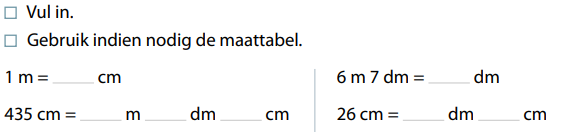 □ Vul in.
□ Gebruik indien nodig de maattabel.
1 m = _____ cm
435 cm = _____ m _____ dm _____ cm
6 m 7 dm = _____ dm
26 cm = _____ dm _____ cm